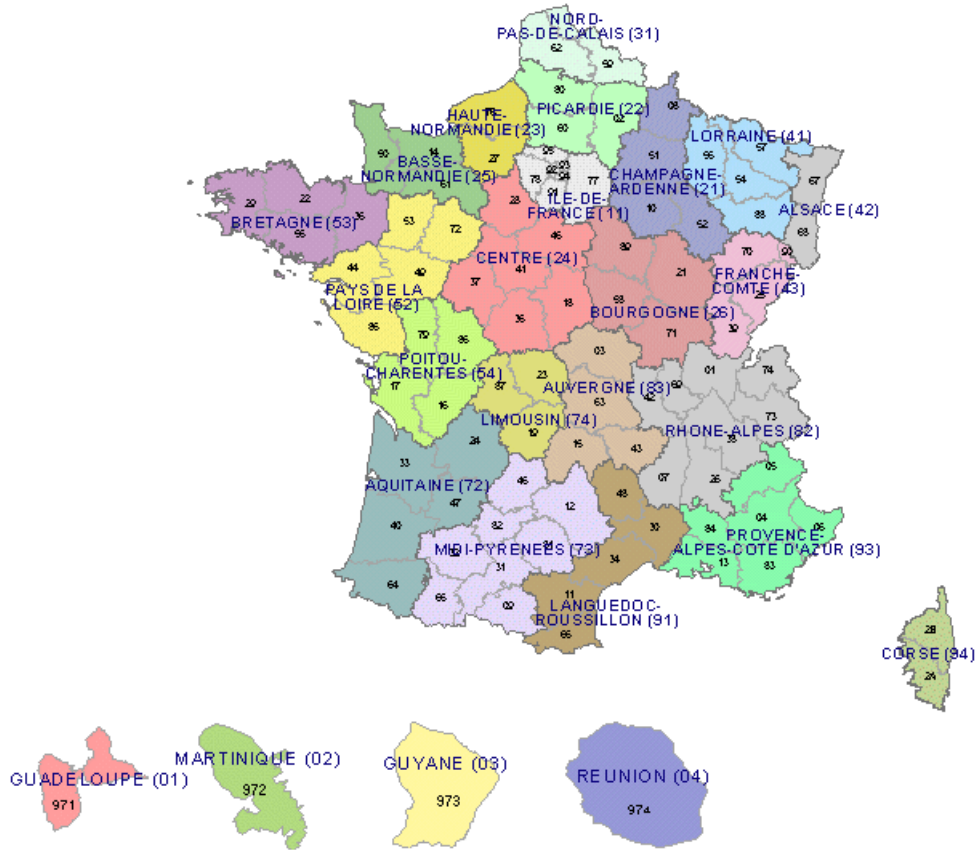 NORD-
PAS-DE-CALAIS (31)
62
59
80
PICARDIE (22)
02
60
HAUTE-
NORMANDIE (23)
76
27
08
LORRAINE (41)
57
55
54
88
51
CHAMPAGNE-
ARDENNE (21)
10
52
67
ALSACE (42)
68
50
14
BASSE-
NORMANDIE (25)
61
95
93
92
94
78
77
91
ILE-DE-
FRANCE (11)
29
22
35
BRETAGNE (53)
56
53
72
44
49
PAYS DE LA
LOIRE (52)
85
28
45
CENTRE (24)
41
37
18
36
89
21
58
BOURGOGNE (26)
71
70
90
FRANCHE-
COMTE (43)
25
39
79
86
POITOU-
CHARENTES (54)
17
16
23
87
LIMOUSIN (74)
19
03
AUVERGNE (83)
63
15
43
01
74
69
42
73
RHONE-ALPES (82)
38
07
26
24
33
AQUITAINE (72)
47
40
64
46
12
82
32
81
MIDI-PYRENEES (73)
31
65
09
48
30
34
11
LANGUEDOC-
ROUSSILLON (91)
66
05
04
84
06
PROVENCE-
ALPES-COTE D'AZUR (93)
13
83
2B
CORSE (94)
2A
GUADELOUPE (01)
971
MARTINIQUE (02)
972
GUYANE (03)
973
REUNION (04)
974